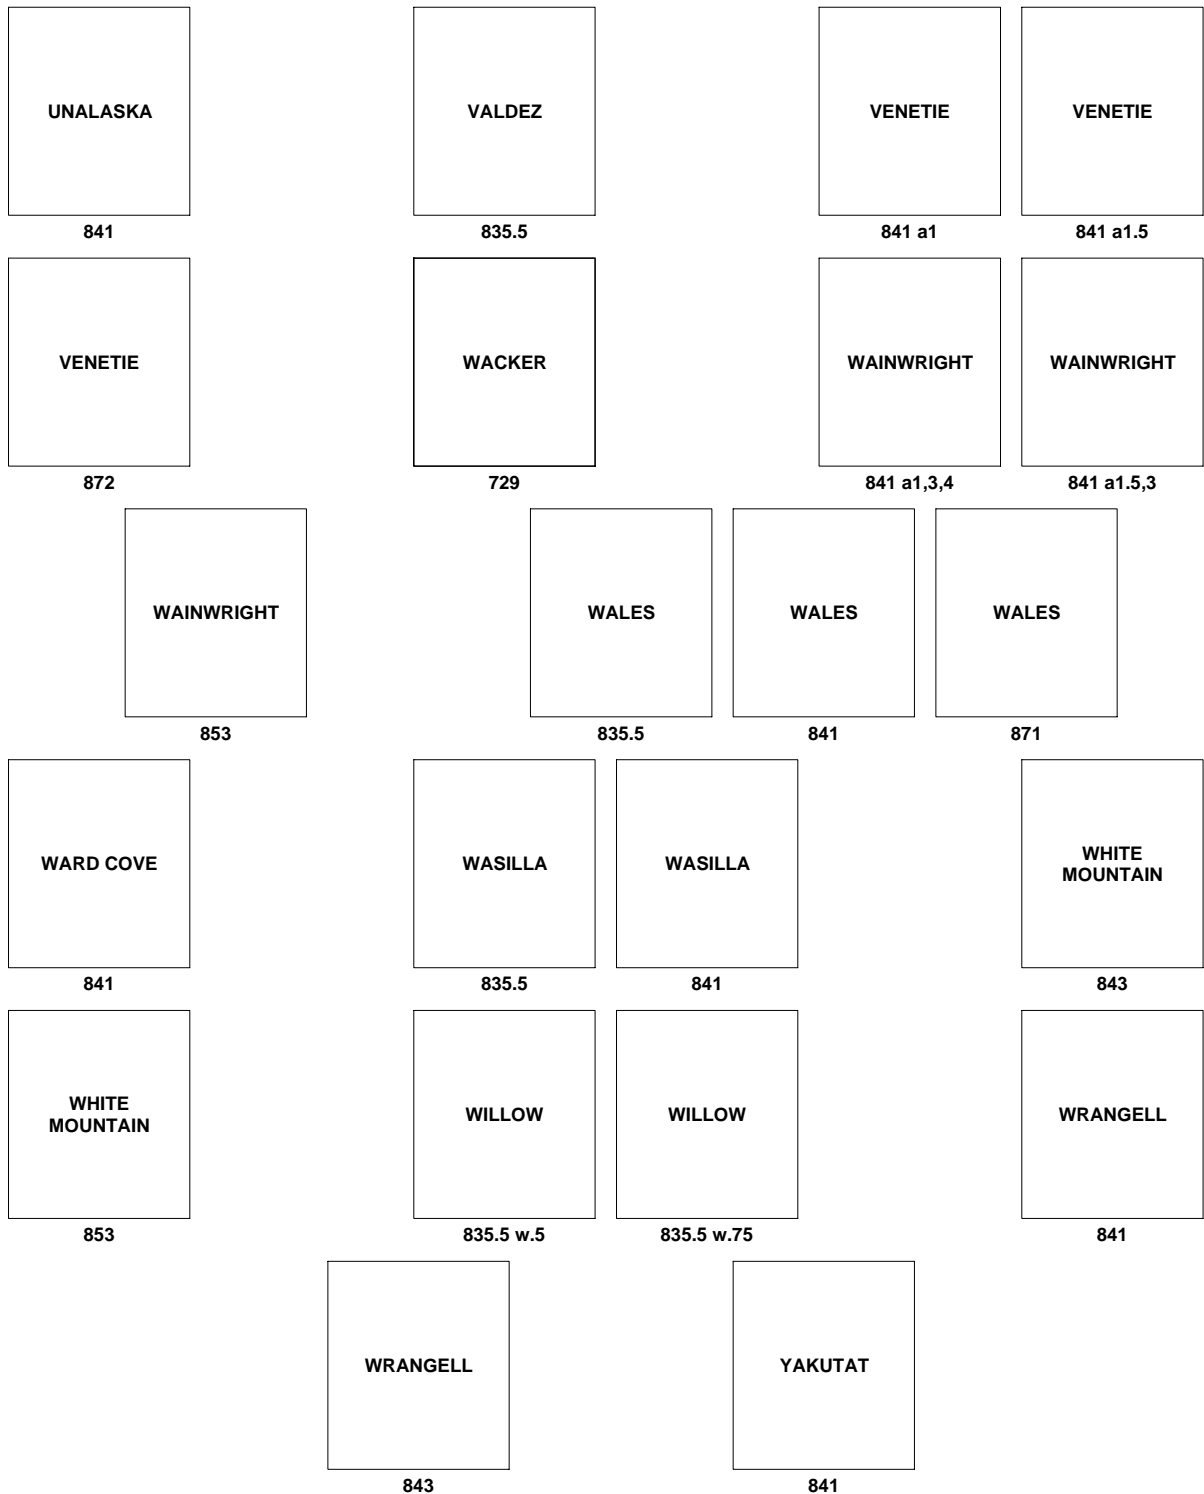 UNALASKA
841
VALDEZ
835.5
VENETIE
841 a1
VENETIE
841 a1.5
VENETIE
872
WACKER
729
WAINWRIGHT
841 a1,3,4
WAINWRIGHT
841 a1.5,3
WAINWRIGHT
853
WALES
835.5
WALES
841
WALES
871
WARD COVE
841
WASILLA
835.5
WASILLA
841
WHITE
MOUNTAIN
843
WHITE
MOUNTAIN
853
WILLOW
835.5 w.5
WILLOW
835.5 w.75
WRANGELL
841
WRANGELL
843
YAKUTAT
841